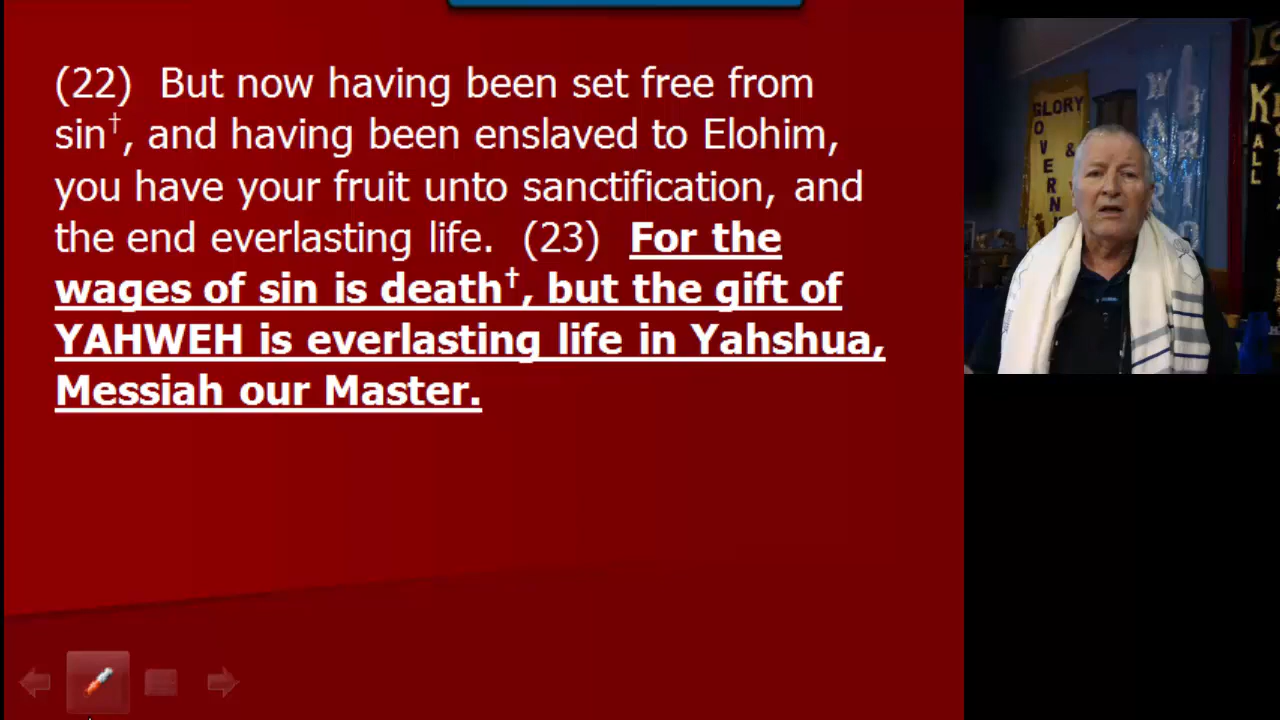 (22) But now having been set free from
sin†, and having been enslaved to Elohim,
you have your fruit unto sanctification, and
the end everlasting life. (23) For the
wages of sin is death†, but the gift of
YAHWEH is everlasting life in Yahshua,
Messiah our Master.
GLORY
&